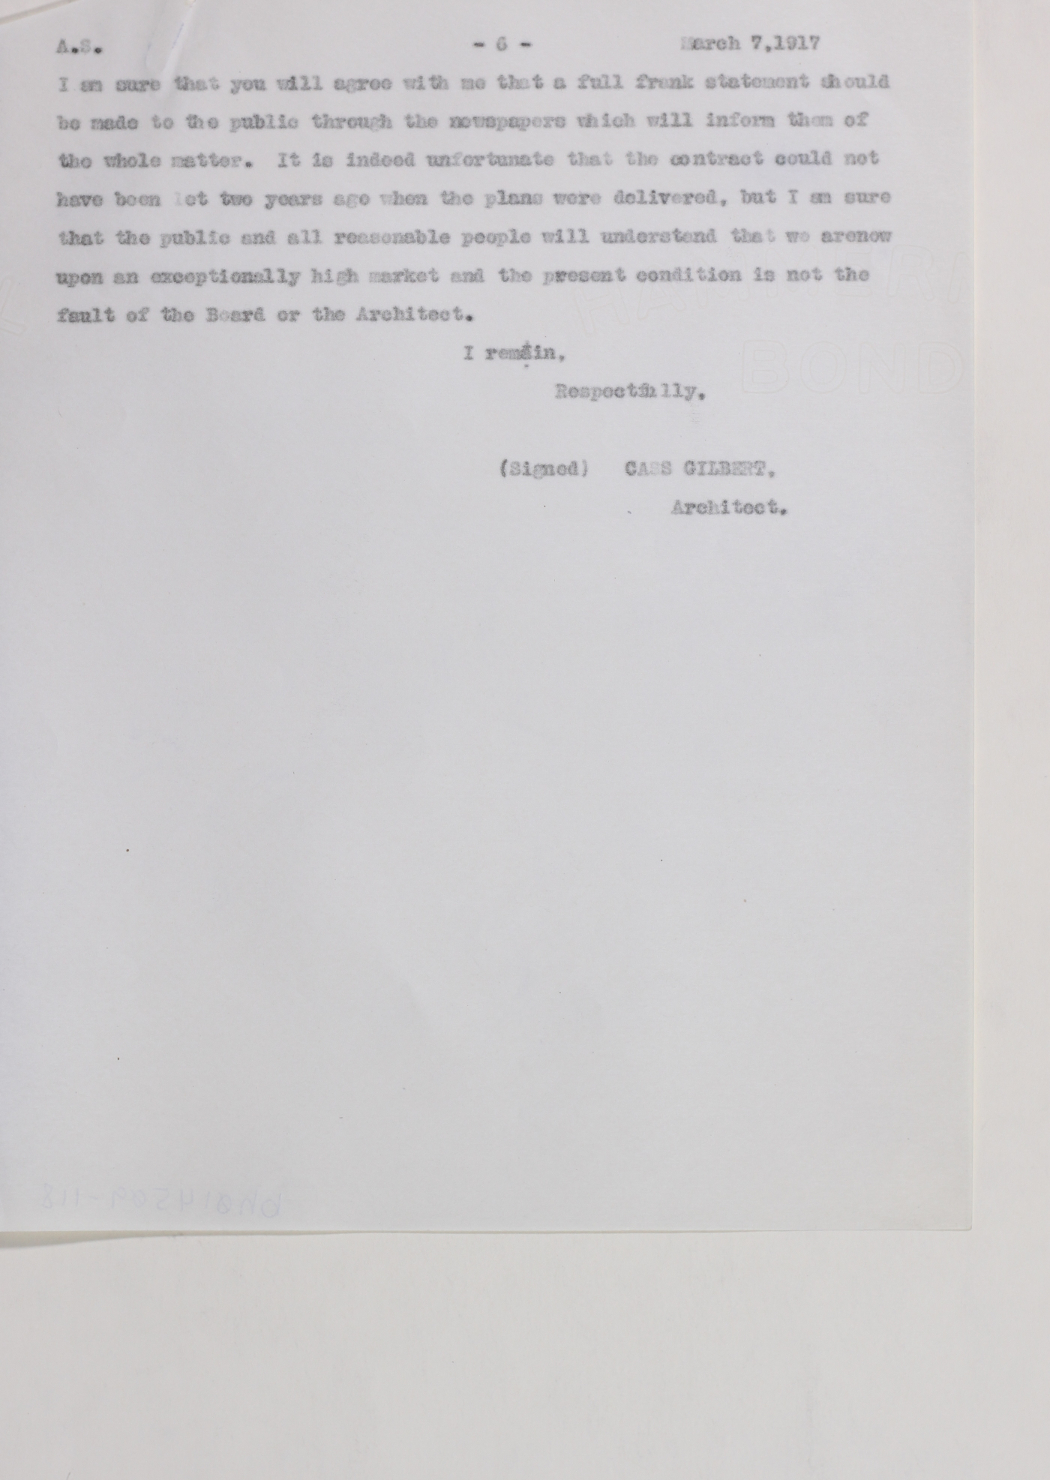 A.S. - 6 - March 7,1917
I am sure that you will agree with me that a full frank statement should
be made to the public through the newspapers which will inform them of
the whole matter. It is indeed unfortunate that the contract could not
have been let two years ago when the plans were delivered, but I am sure
that the public and all reasonable people will understand that we arenow
upon an exceptionally high market and the present condition is not the
fault of the Board or the Architect.
I remain,
Respectfully,
(Signed) CASS GILBERT,
Architect.
BOND